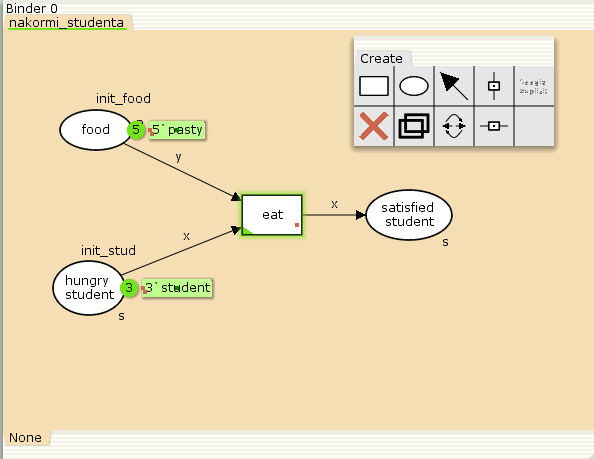 Binder 0
nakormi_studenta
Create
init_food
food
5
5`pasty
y
eat
x
satisfied
student
s
x
init_stud
hungry
student
3
3`student
s
None